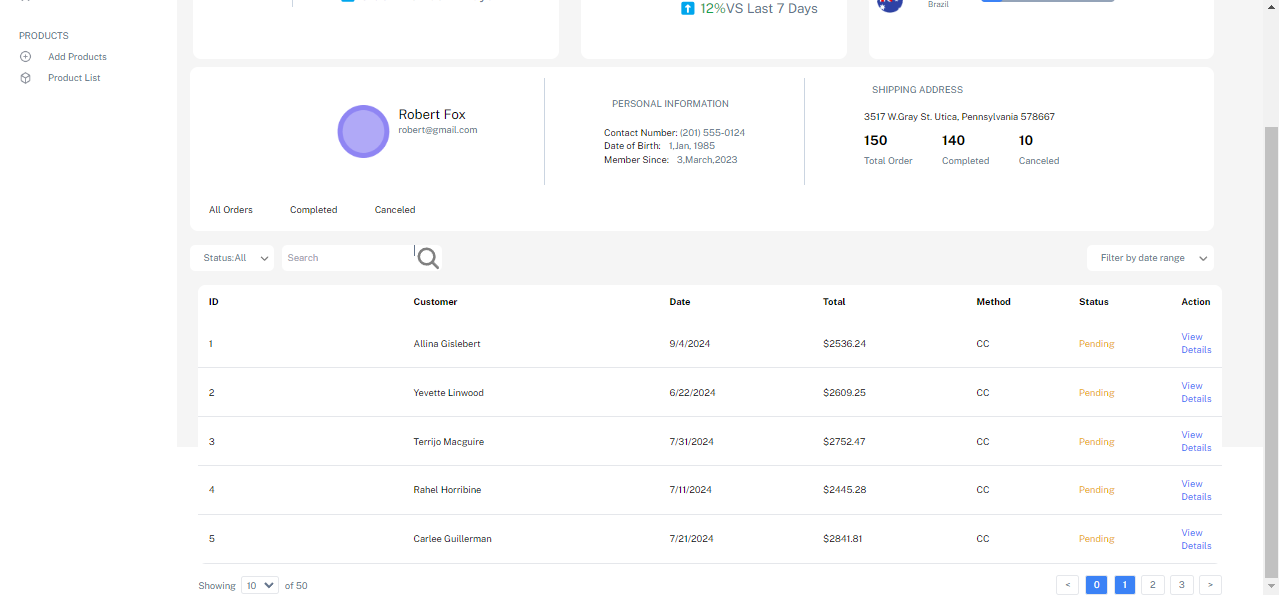 12%VS Last 7 Days
Brazil
PRODUCTS
Add Products
Product List
Robert Fox
robert@gmail.com
PERSONAL INFORMATION
Contact Number: (201) 555-0124
Date of Birth: 1,Jan, 1985
Member Since: 3,March,2023
SHIPPING ADDRESS
3517 W.Gray St. Utica, Pennsylvania 578667
150 140 10
Total Order Completed Canceled
All Orders Completed Canceled
Status:All Search Filter by date range
ID Customer Date Total Method Status Action
1 Allina Gislebert 9/4/2024 $2536.24 CC Pending View
Details
2 Yevette Linwood 6/22/2024 $2609.25 CC Pending View
Details
3 Terrijo Macguire 7/31/2024 $2752.47 CC Pending View
Details
4 Rahel Horribine 7/11/2024 $2445.28 CC Pending View
Details
5 Carlee Guillerman 7/21/2024 $2841.81 CC Pending View
Details
Showing 10 of 50 < 0 1 2 3 >